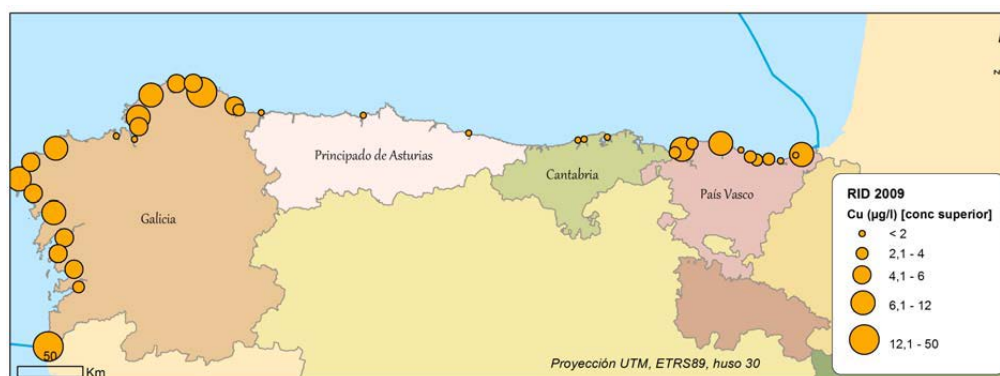 Principado de Asturias
Cantabria
País Vasco
Galicia
RID 2009
Cu (µg/l) [conc superior]
< 2
2,1 - 4
4,1 - 6
6,1 - 12
12,1 - 50
50
Km
Proyección UTM, ETRS89, huso 30
N